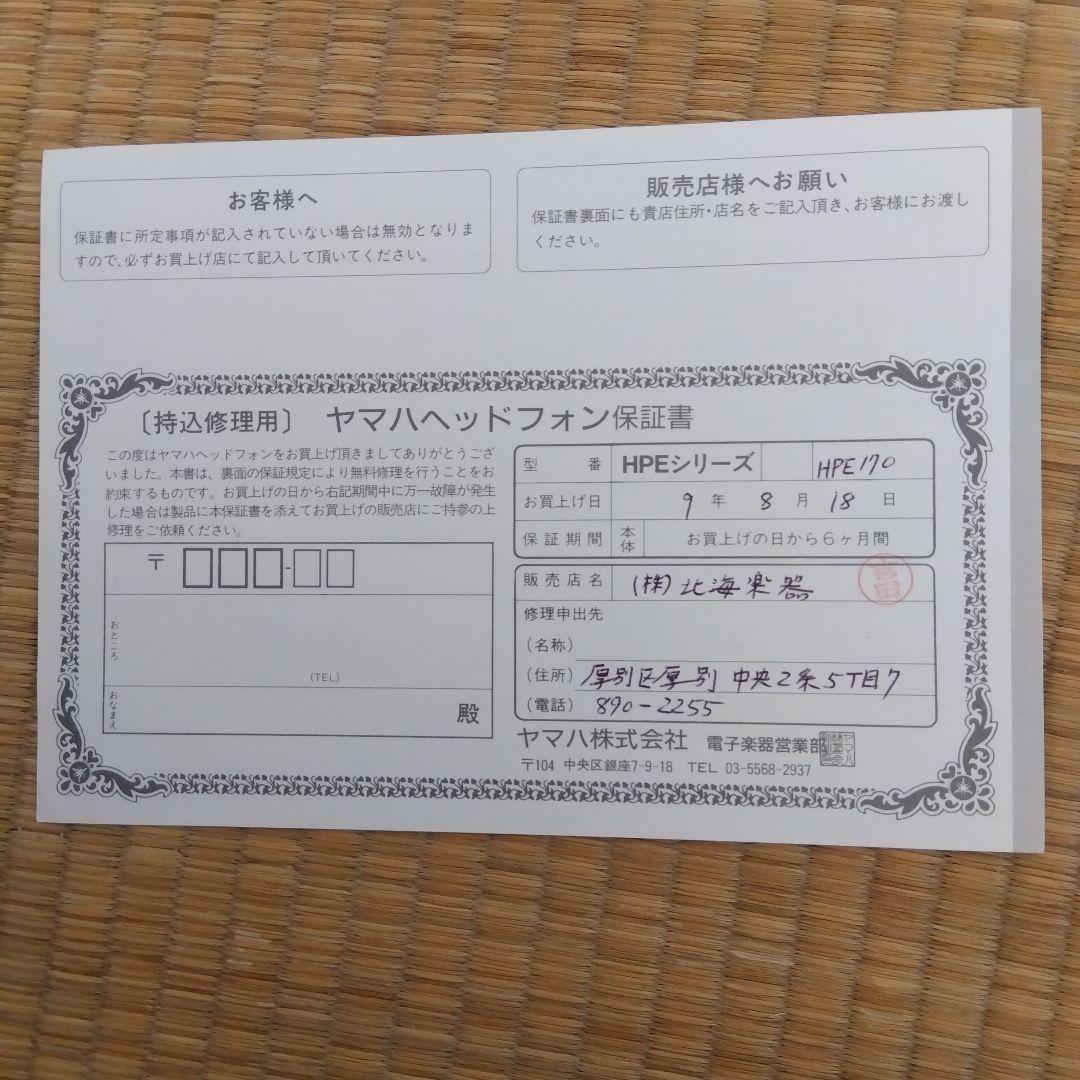 お客様へ
保証書に所定事項が記入されていない場合は無効となりま
すので、必ずお買上げ店にて記入して頂いてください。
販売店様へお願い
保証書裏面にも貴店住所・店名をご記入頂き、お客様にお渡し
ください。
〔持込修理用〕 ヤマハヘッドフォン保証書
この度はヤマハヘッドフォンをお買上げ頂きましてありがとうござ
いました。本書は、裏面の保証規定により無料修理を行うことをお
約束するものです。お買上げの日から右記期間中に万一故障が発生
した場合は製品に本保証書を添えてお買上げの販売店にご持参の上
修理をご依頼ください。
〒 -
おところ
(TEL)
おなまえ
殿
型番 HPEシリーズ HPE170
お買上げ日 9年 8月 18日
保証期間 本体 お買上げの日から6ヶ月間
販売店名 (株)北海楽器 富
修理申出先
(名称)
(住所) 厚別区厚別中央2条5丁目7
(電話) 890-2255
ヤマハ株式会社 電子楽器営業部
〒104 中央区銀座7-9-18 TEL 03-5568-2937